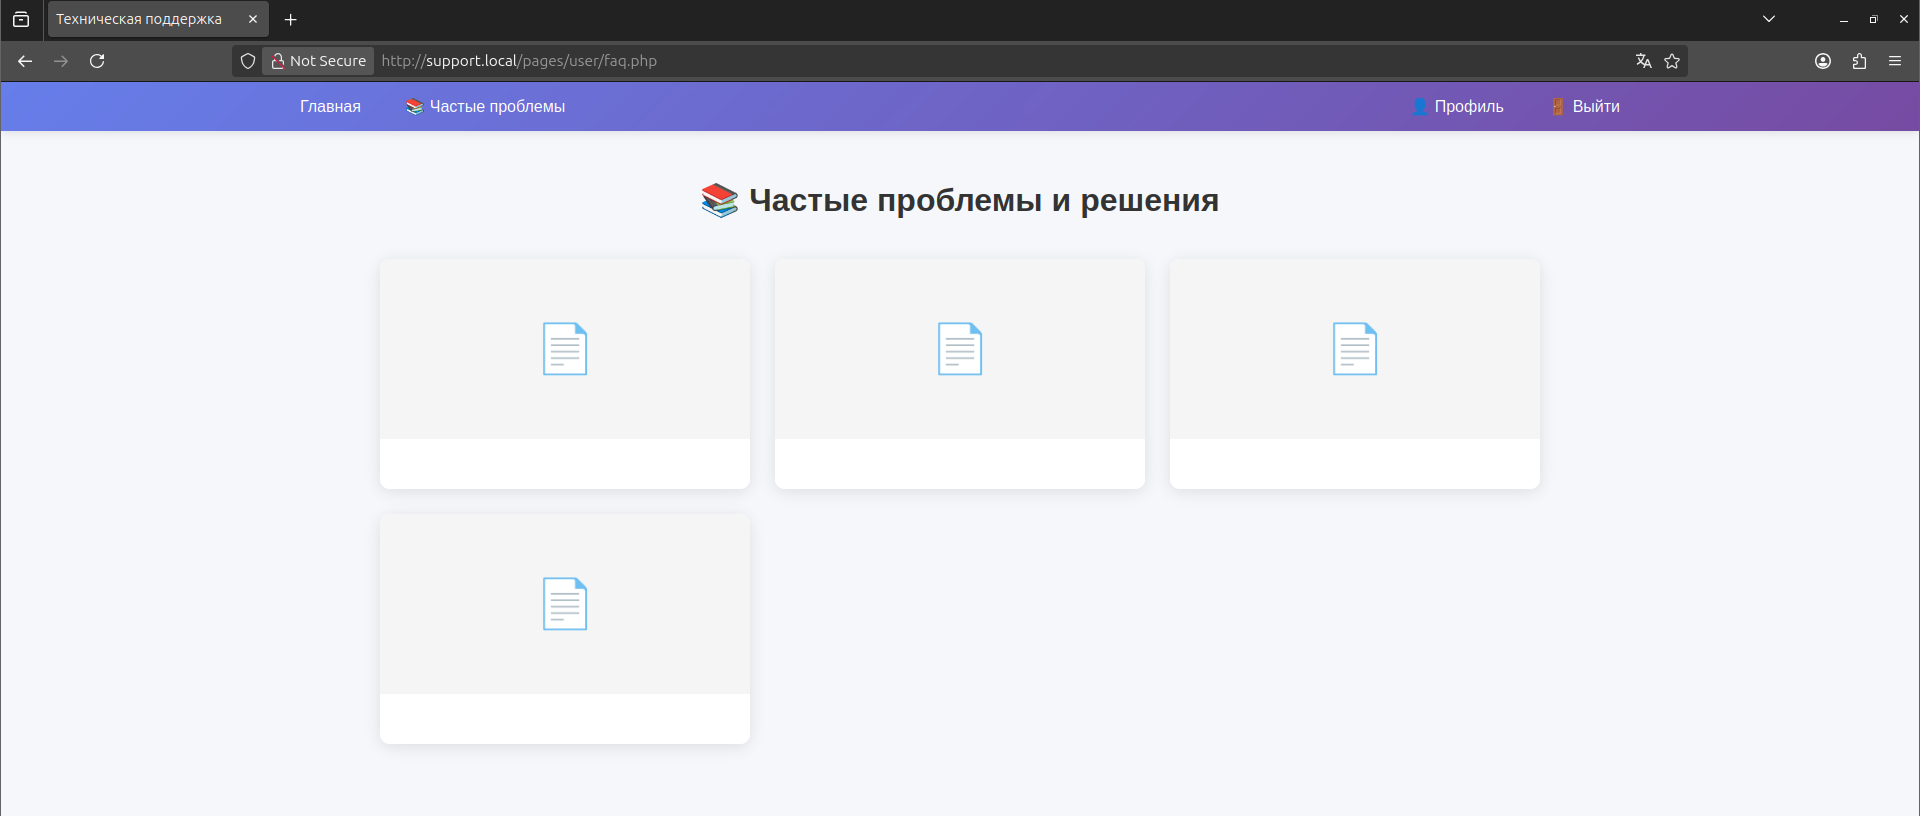 Техническая поддержка
Not Secure http://support.local/pages/user/faq.php
Главная 📚 Частые проблемы 👤 Профиль 🚪 Выйти
📚 Частые проблемы и решения